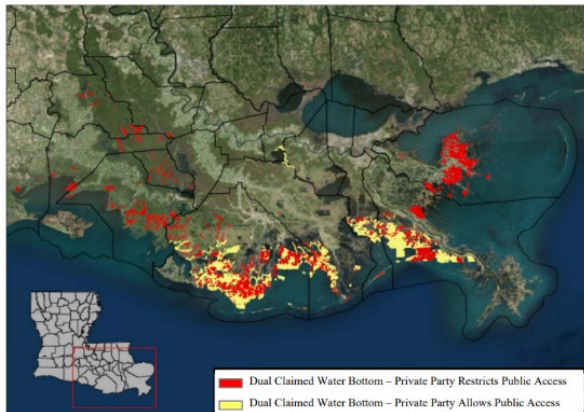 Dual Claimed Water Bottom – Private Party Restricts Public Access
Dual Claimed Water Bottom – Private Party Allows Public Access